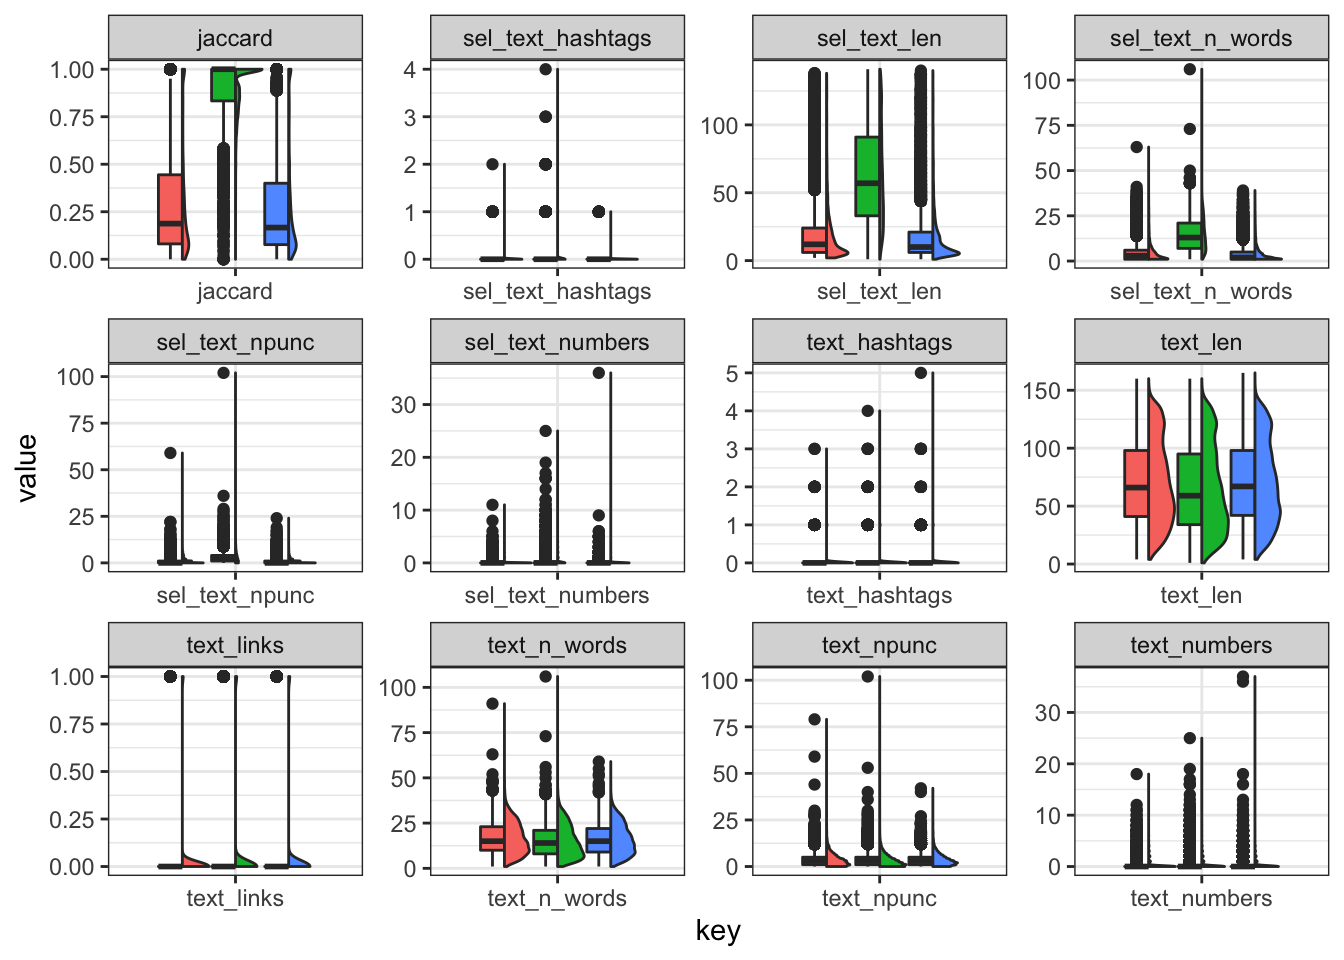 jaccard sel_text_hashtags sel_text_len sel_text_n_words
1.00 0.75 0.50 0.25 0.00
4 3 2 1 0
100 50 0
100 75 50 25 0
jaccard sel_text_hashtags sel_text_len sel_text_n_words
sel_text_npunc sel_text_numbers text_hashtags text_len
100 75 50 25 0
30 20 10 0
5 4 3 2 1 0
150 100 50 0
sel_text_npunc sel_text_numbers text_hashtags text_len
value
text_links text_n_words text_npunc text_numbers
1.00 0.75 0.50 0.25 0.00
100 75 50 25 0
100 75 50 25 0
30 20 10 0
text_links text_n_words text_npunc text_numbers
key